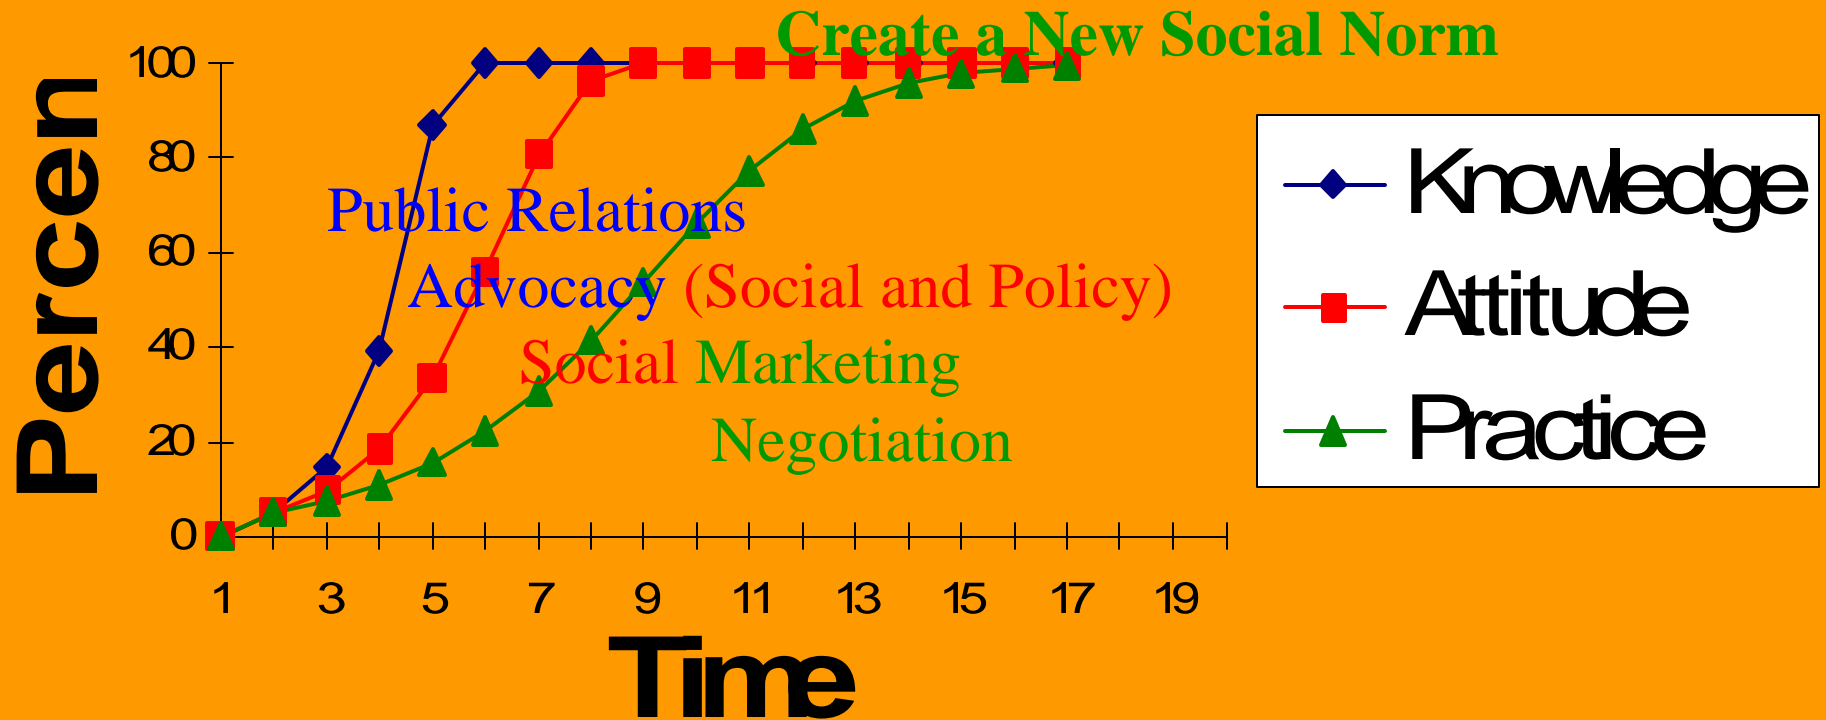 Create a New Social Norm
Percen
100
80
60
40
20
0
Public Relations
Advocacy (Social and Policy)
Social Marketing
Negotiation
1 3 5 7 9 11 13 15 17 19
Time
Knowledge
Attitude
Practice